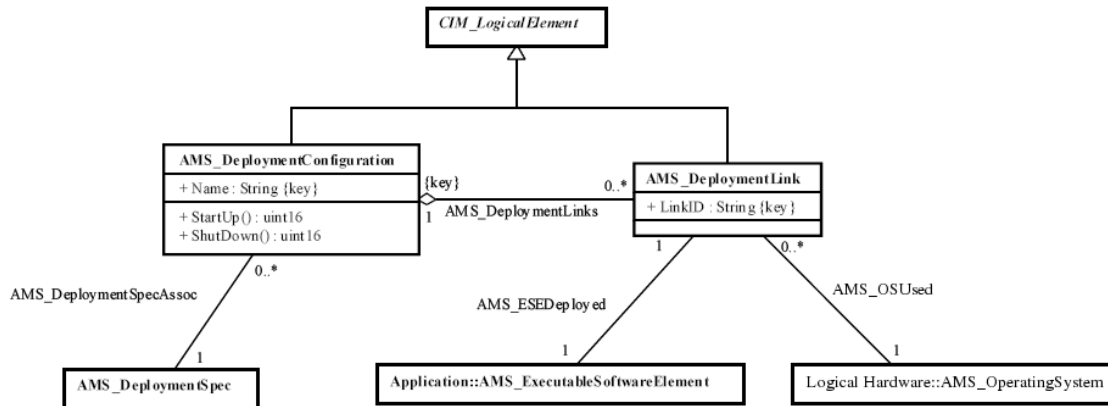 CIM_LogicalElement
AMS_DeploymentConfiguration
+ Name : String {key}
+ StartUp() : uint16
+ ShutDown() : uint16
{key}
1
0..*
AMS_DeploymentLinks
AMS_DeploymentLink
+ LinkID : String {key}
0..*
AMS_DeploymentSpecAssoc
1
AMS_DeploymentSpec
1
AMS_ESEDeployed
1
Application::AMS_ExecutableSoftwareElement
0..*
AMS_OSUsed
1
Logical Hardware::AMS_OperatingSystem